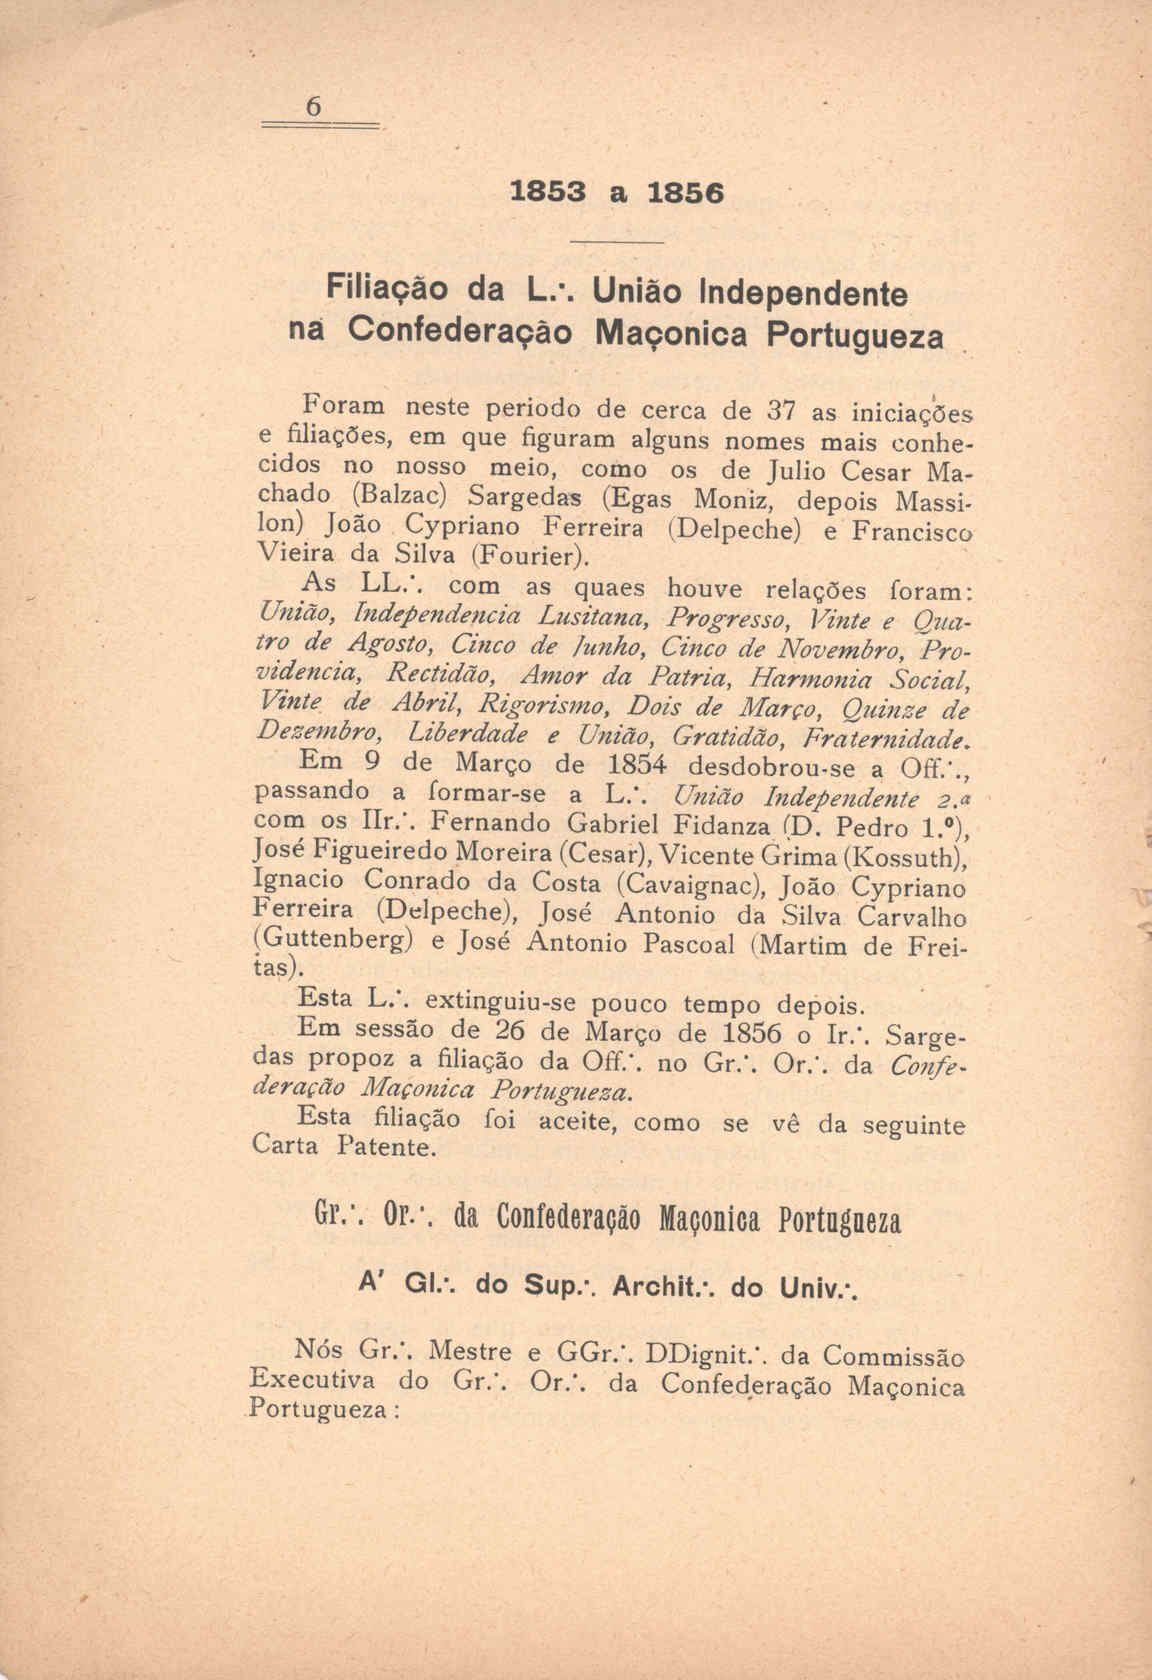 6
1853 a 1856
Filiação da L.∴ União Independente
na Confederação Maçonica Portugueza
Foram neste periodo de cerca de 37 as iniciações
e filiações, em que figuram alguns nomes mais conhe-
cidos no nosso meio, como os de Julio Cesar Ma-
chado (Balzac) Sargedas (Egas Moniz, depois Massi-
lon) João Cypriano Ferreira (Delpeche) e Francisco
Vieira da Silva (Fourier).
As LL.∴ com as quaes houve relações foram:
União, Independencia Lusitana, Progresso, Vinte e Qua-
tro de Agosto, Cinco de Junho, Cinco de Novembro, Pro-
videncia, Rectidão, Amor da Patria, Harmonia Social,
Vinte de Abril, Rigorismo, Dois de Março, Quinze de
Dezembro, Liberdade e União, Gratidão, Fraternidade.
Em 9 de Março de 1854 desdobrou-se a Off.∴,
passando a formar-se a L.∴ União Independente 2.ª
com os IIr.∴ Fernando Gabriel Fidanza (D. Pedro 1.º),
José Figueiredo Moreira (Cesar), Vicente Grima (Kossuth),
Ignacio Conrado da Costa (Cavaignac), João Cypriano
Ferreira (Delpeche), José Antonio da Silva Carvalho
(Guttenberg) e José Antonio Pascoal (Martim de Frei-
tas).
Esta L.∴ extinguiu-se pouco tempo depois.
Em sessão de 26 de Março de 1856 o Ir.∴ Sarge-
das propoz a filiação da Off.∴ no Gr.∴ Or.∴ da Confe-
deração Maçonica Portugueza.
Esta filiação foi aceite, como se vê da seguinte
Carta Patente.
Gr.∴ Or.∴ da Confederação Maçonica Portugueza
A' Gl.∴ do Sup.∴ Archit.∴ do Univ.∴
Nós Gr.∴ Mestre e GGr.∴ DDignit.∴ da Commissão
Executiva do Gr.∴ Or.∴ da Confederação Maçonica
Portugueza: